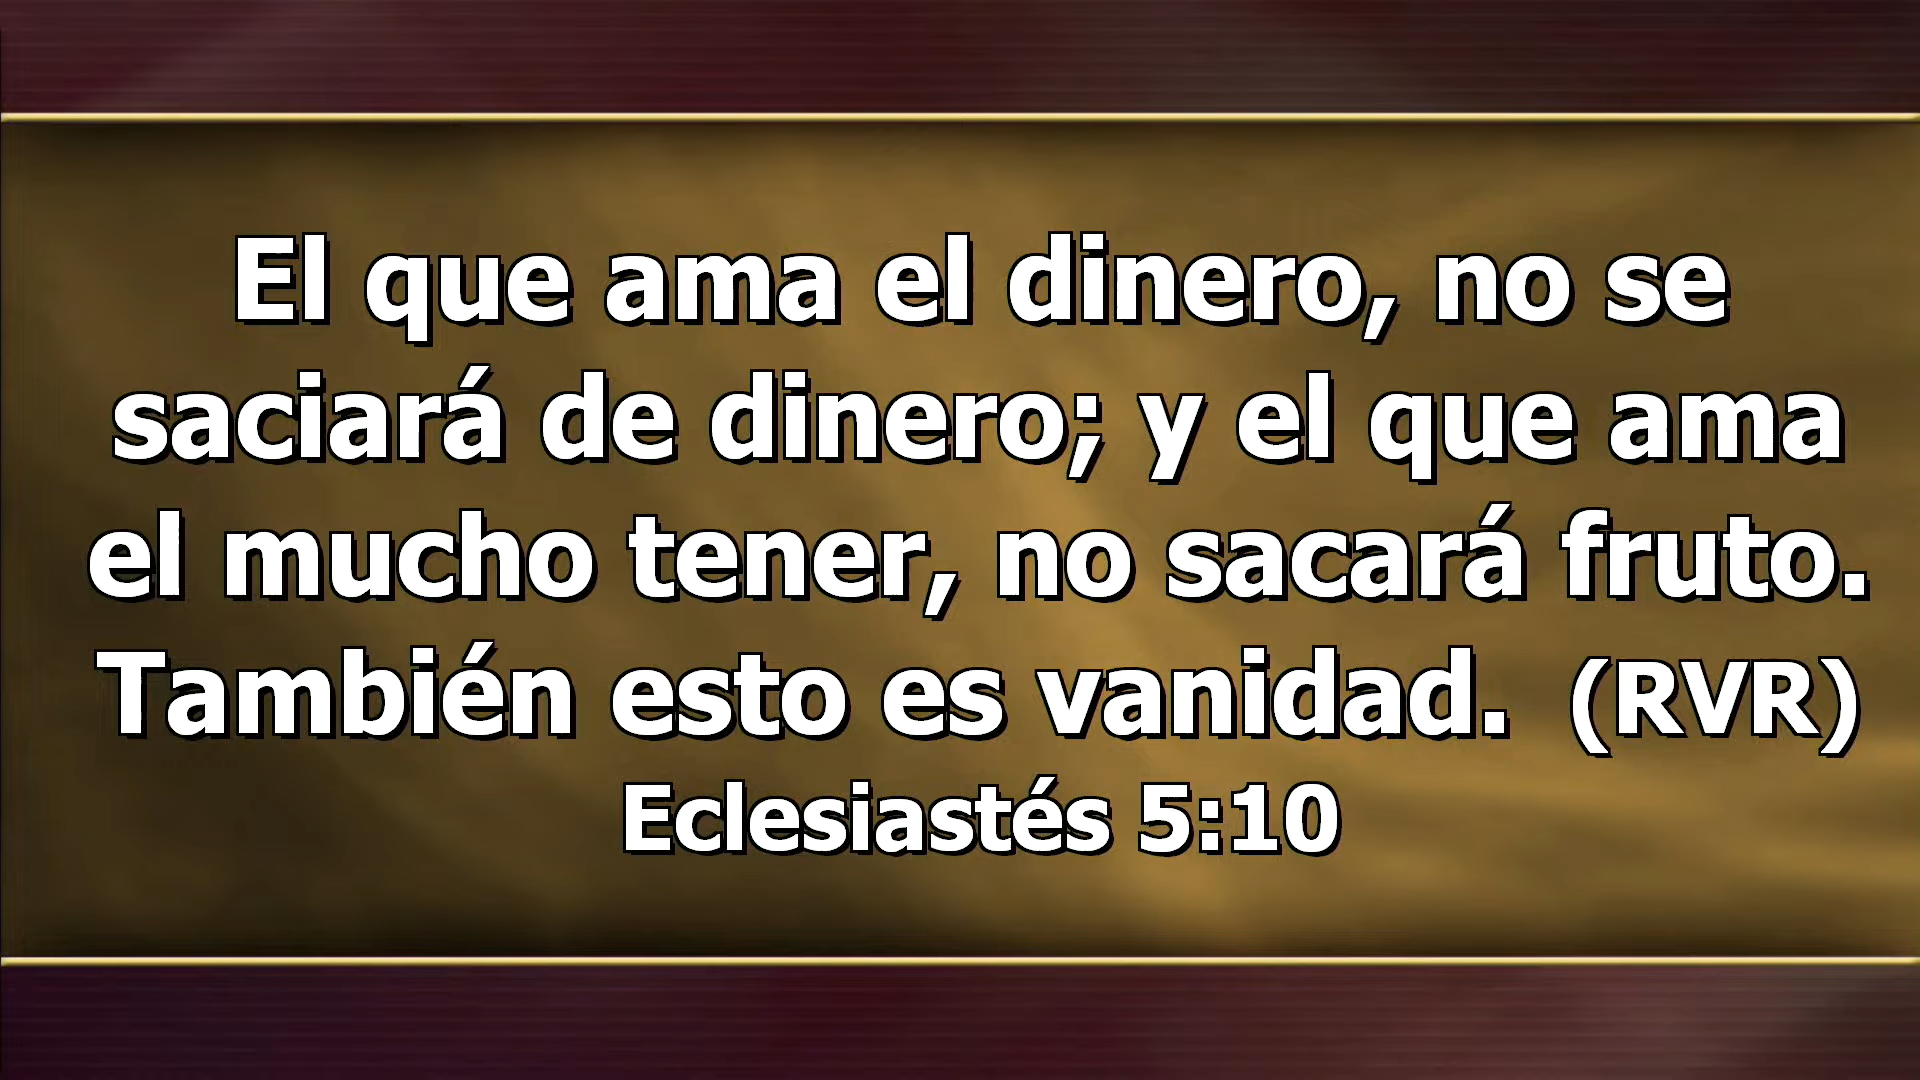 El que ama el dinero, no se
saciará de dinero; y el que ama
el mucho tener, no sacará fruto.
También esto es vanidad. (RVR)
Eclesiastés 5:10